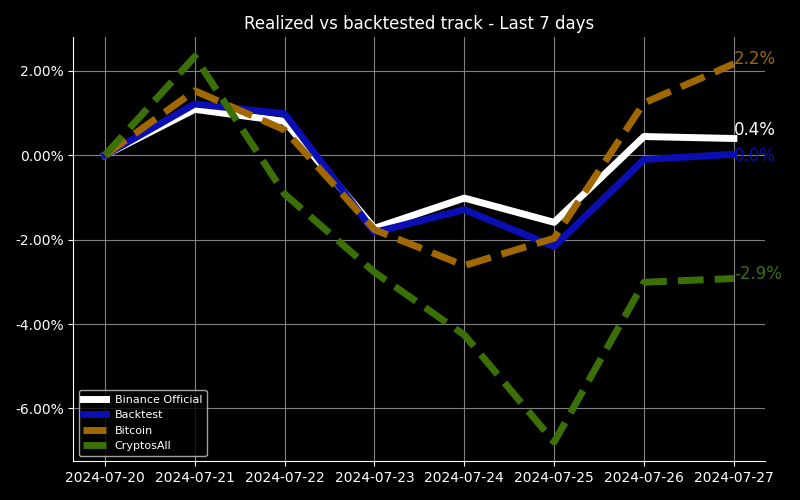 Realized vs backtested track - Last 7 days
2.00%
0.00%
-2.00%
-4.00%
-6.00%
2.2%
0.4%
0.0%
-2.9%
Binance Official
Backtest
Bitcoin
CryptosAll
2024-07-20 2024-07-21 2024-07-22 2024-07-23 2024-07-24 2024-07-25 2024-07-26 2024-07-27